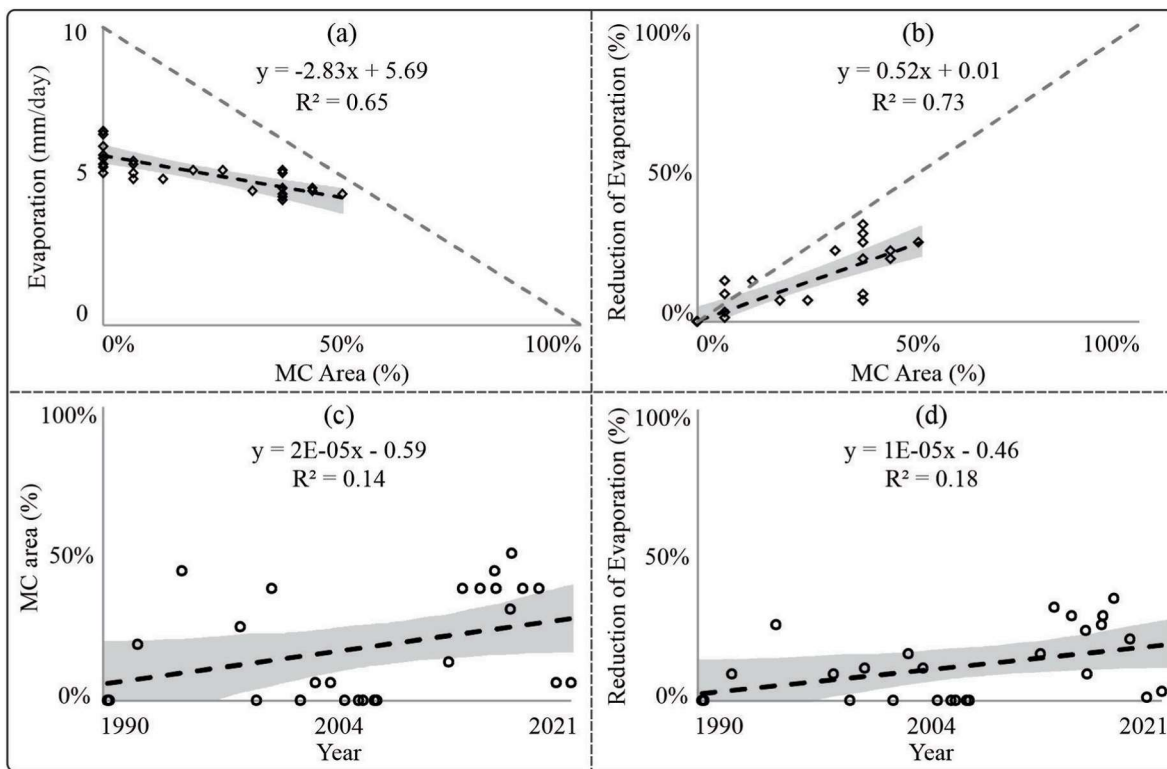 (a)
y = -2.83x + 5.69
R² = 0.65
Evaporation (mm/day)
10
5
0
0%
50%
100%
MC Area (%)
(b)
y = 0.52x + 0.01
R² = 0.73
Reduction of Evaporation (%)
100%
50%
0%
0%
50%
100%
MC Area (%)
(c)
y = 2E-05x - 0.59
R² = 0.14
MC area (%)
100%
50%
0%
1990
2004
2021
Year
(d)
y = 1E-05x - 0.46
R² = 0.18
Reduction of Evaporation (%)
100%
50%
0%
1990
2004
2021
Year